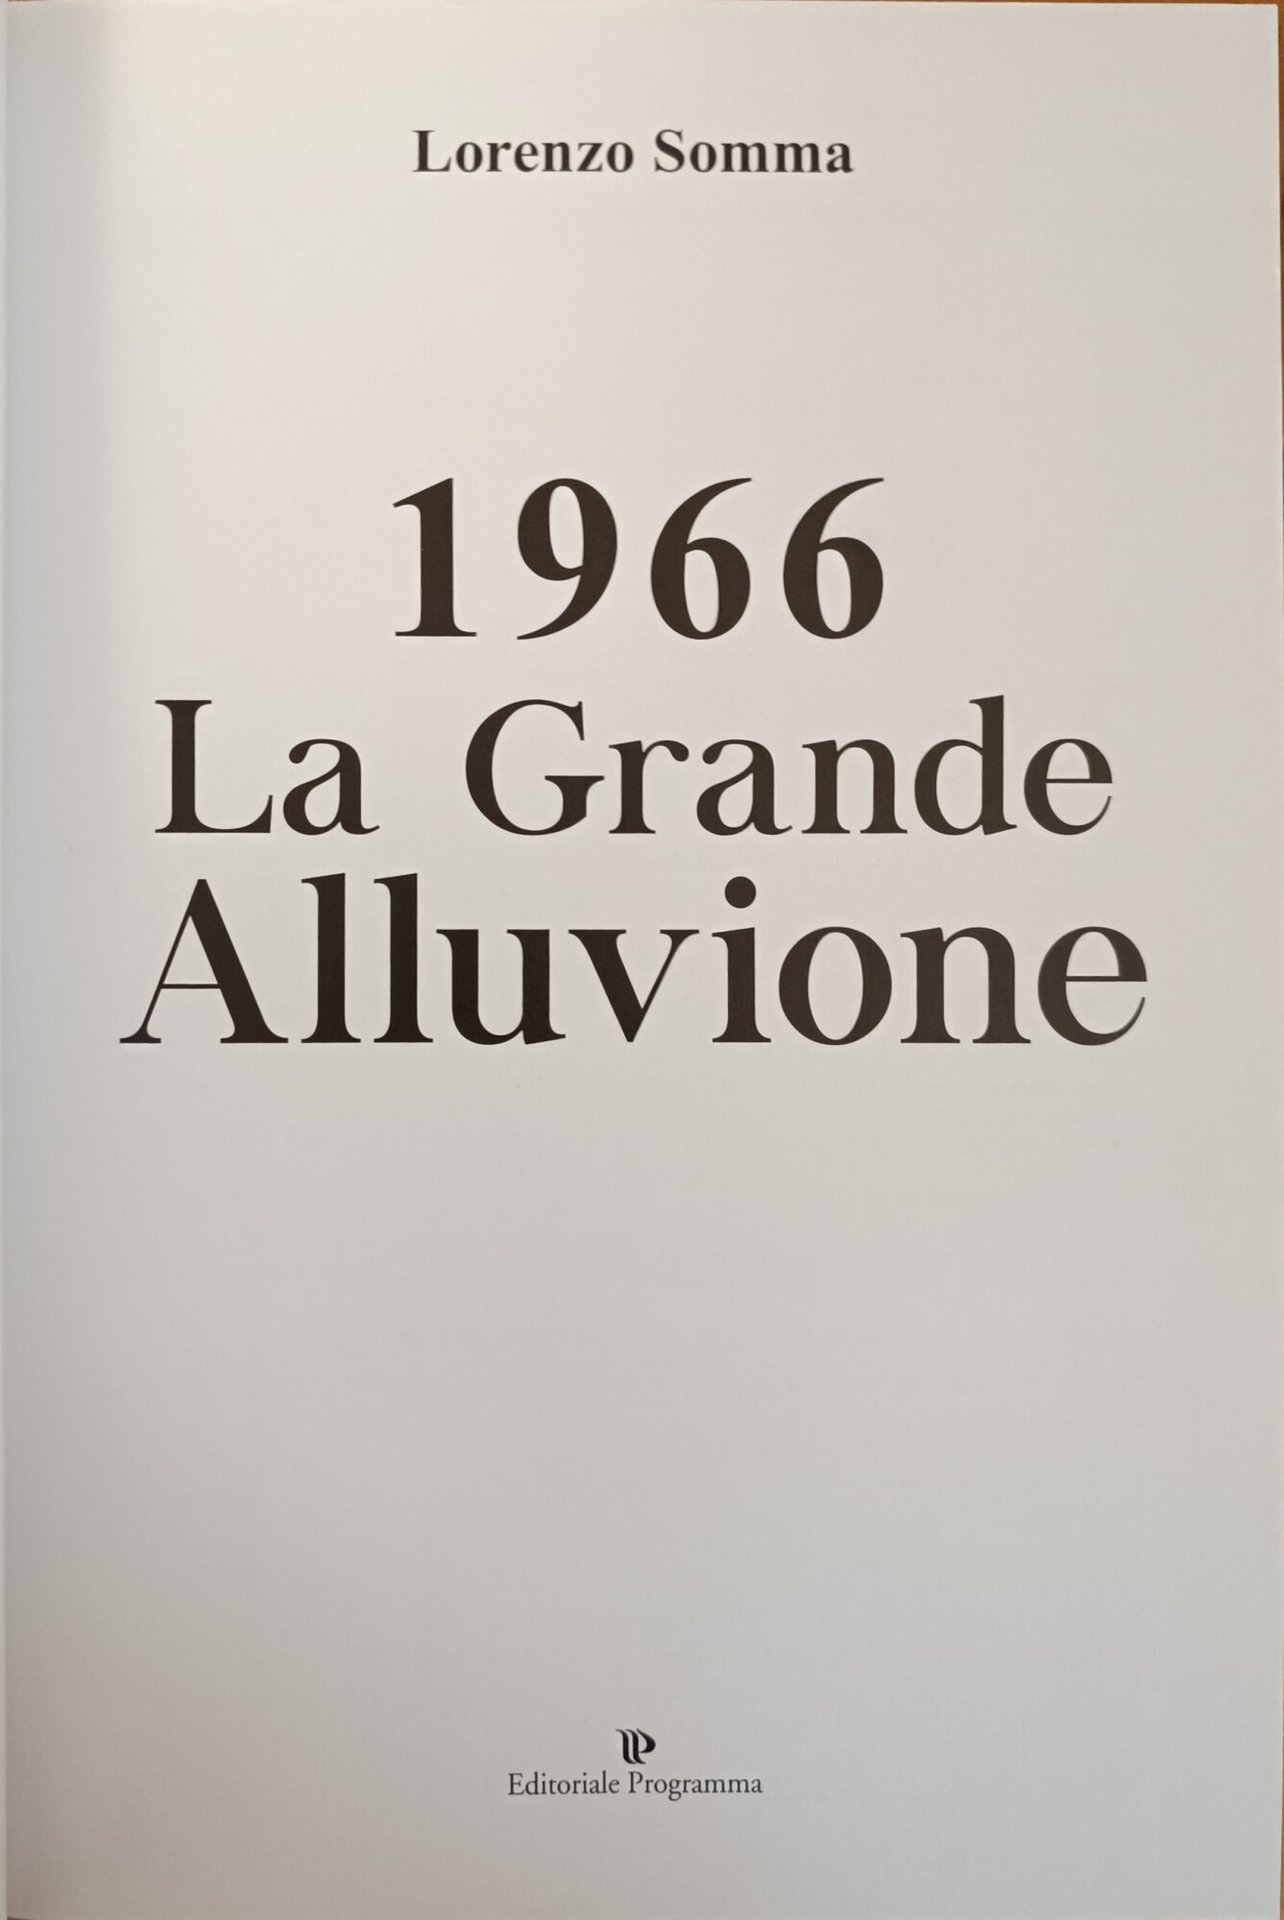 Lorenzo Somma
1966
La Grande
Alluvione
Editoriale Programma